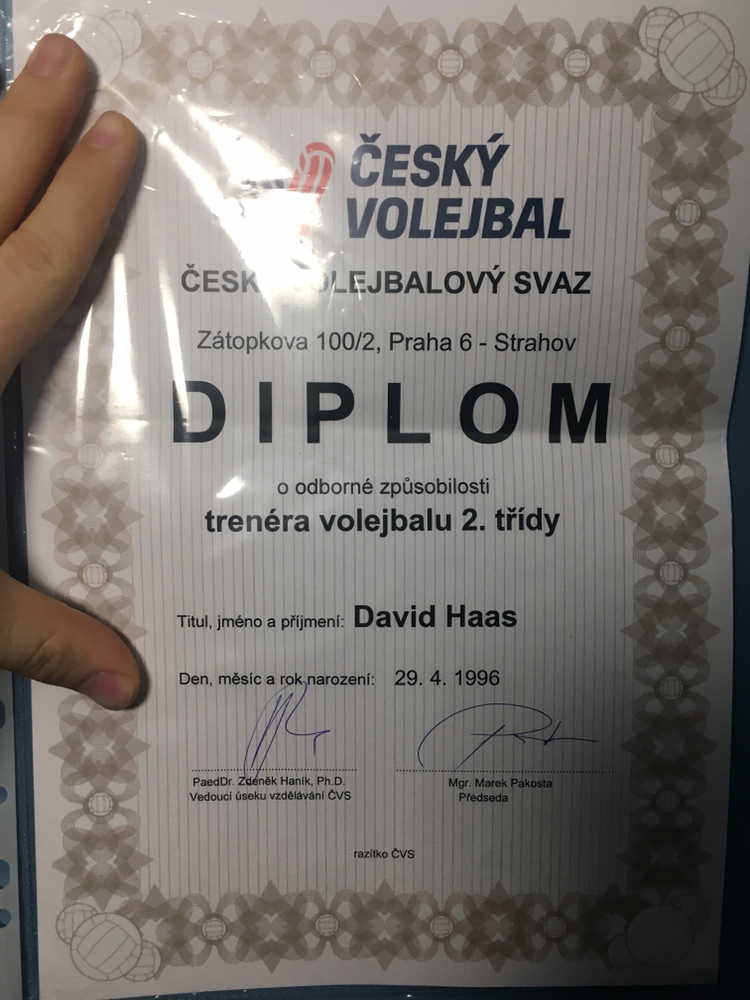 ČESKÝ
VOLEJBAL
ČESKÝ VOLEJBALOVÝ SVAZ
Zátopkova 100/2, Praha 6 - Strahov
DIPLOM
o odborné způsobilosti
trenéra volejbalu 2. třídy
Titul, jméno a příjmení: David Haas
Den, měsíc a rok narození: 29. 4. 1996
PaedDr. Zdeněk Haník, Ph.D.
Vedoucí úseku vzdělávání ČVS
Mgr. Marek Pakosta
Předseda
razítko ČVS